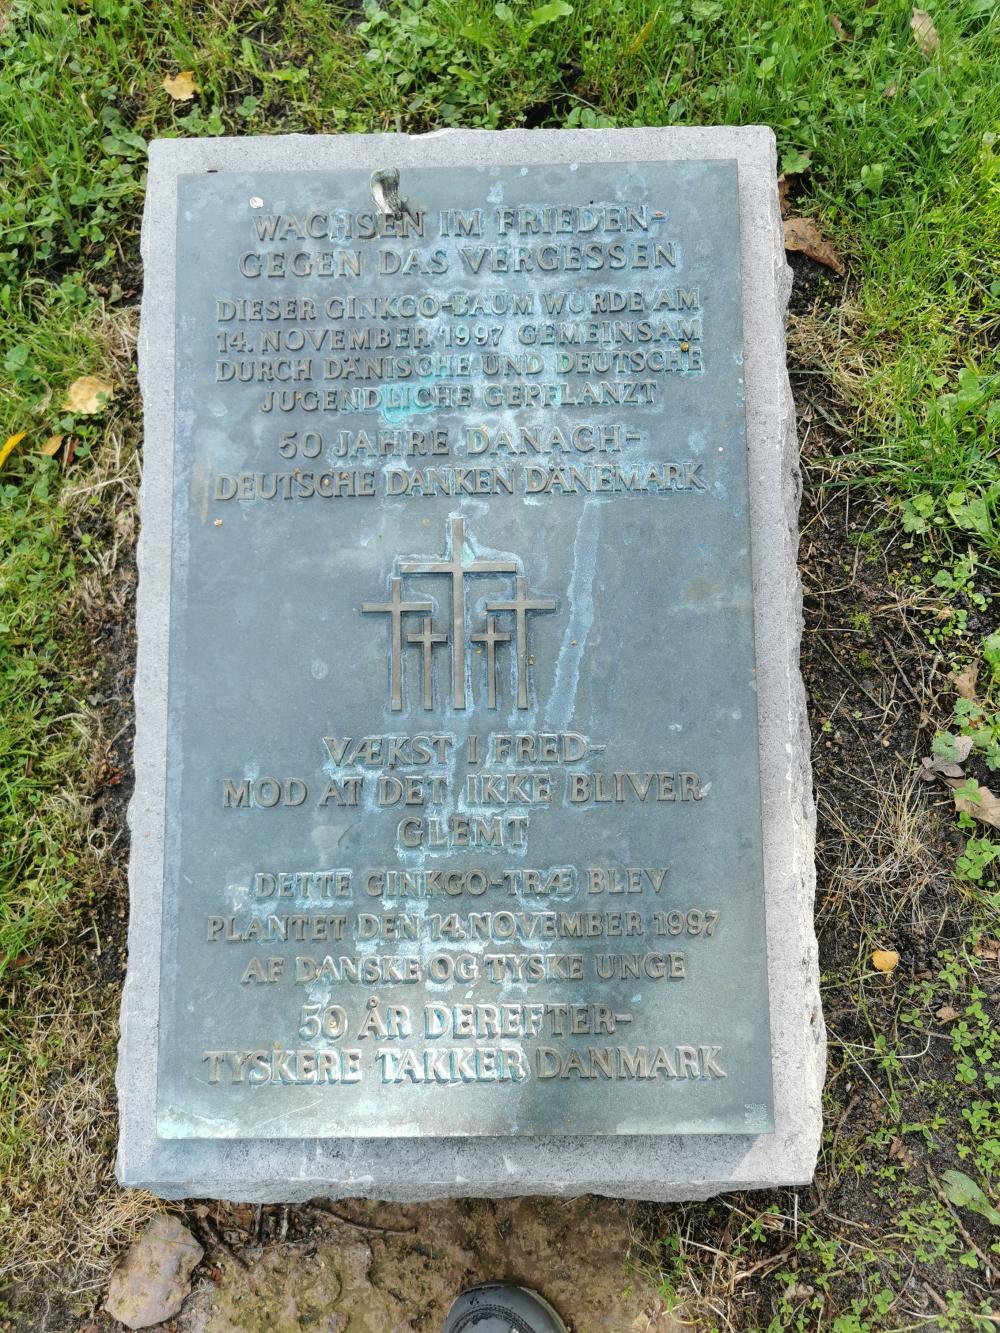 WACHSEN IM FRIEDEN-
GEGEN DAS VERGESSEN
DIESER GINKGO-BAUM WURDE AM
14. NOVEMBER 1997 GEMEINSAM
DURCH DÄNISCHE UND DEUTSCHE
JUGENDLICHE GEPFLANZT
50 JAHRE DANACH-
DEUTSCHE DANKEN DÄNEMARK
VÆKST I FRED-
MOD AT DET IKKE BLIVER
GLEMT
DETTE GINKGO-TRÆ BLEV
PLANTET DEN 14. NOVEMBER 1997
AF DANSKE OG TYSKE UNGE
50 ÅR DEREFTER-
TYSKERE TAKKER DANMARK